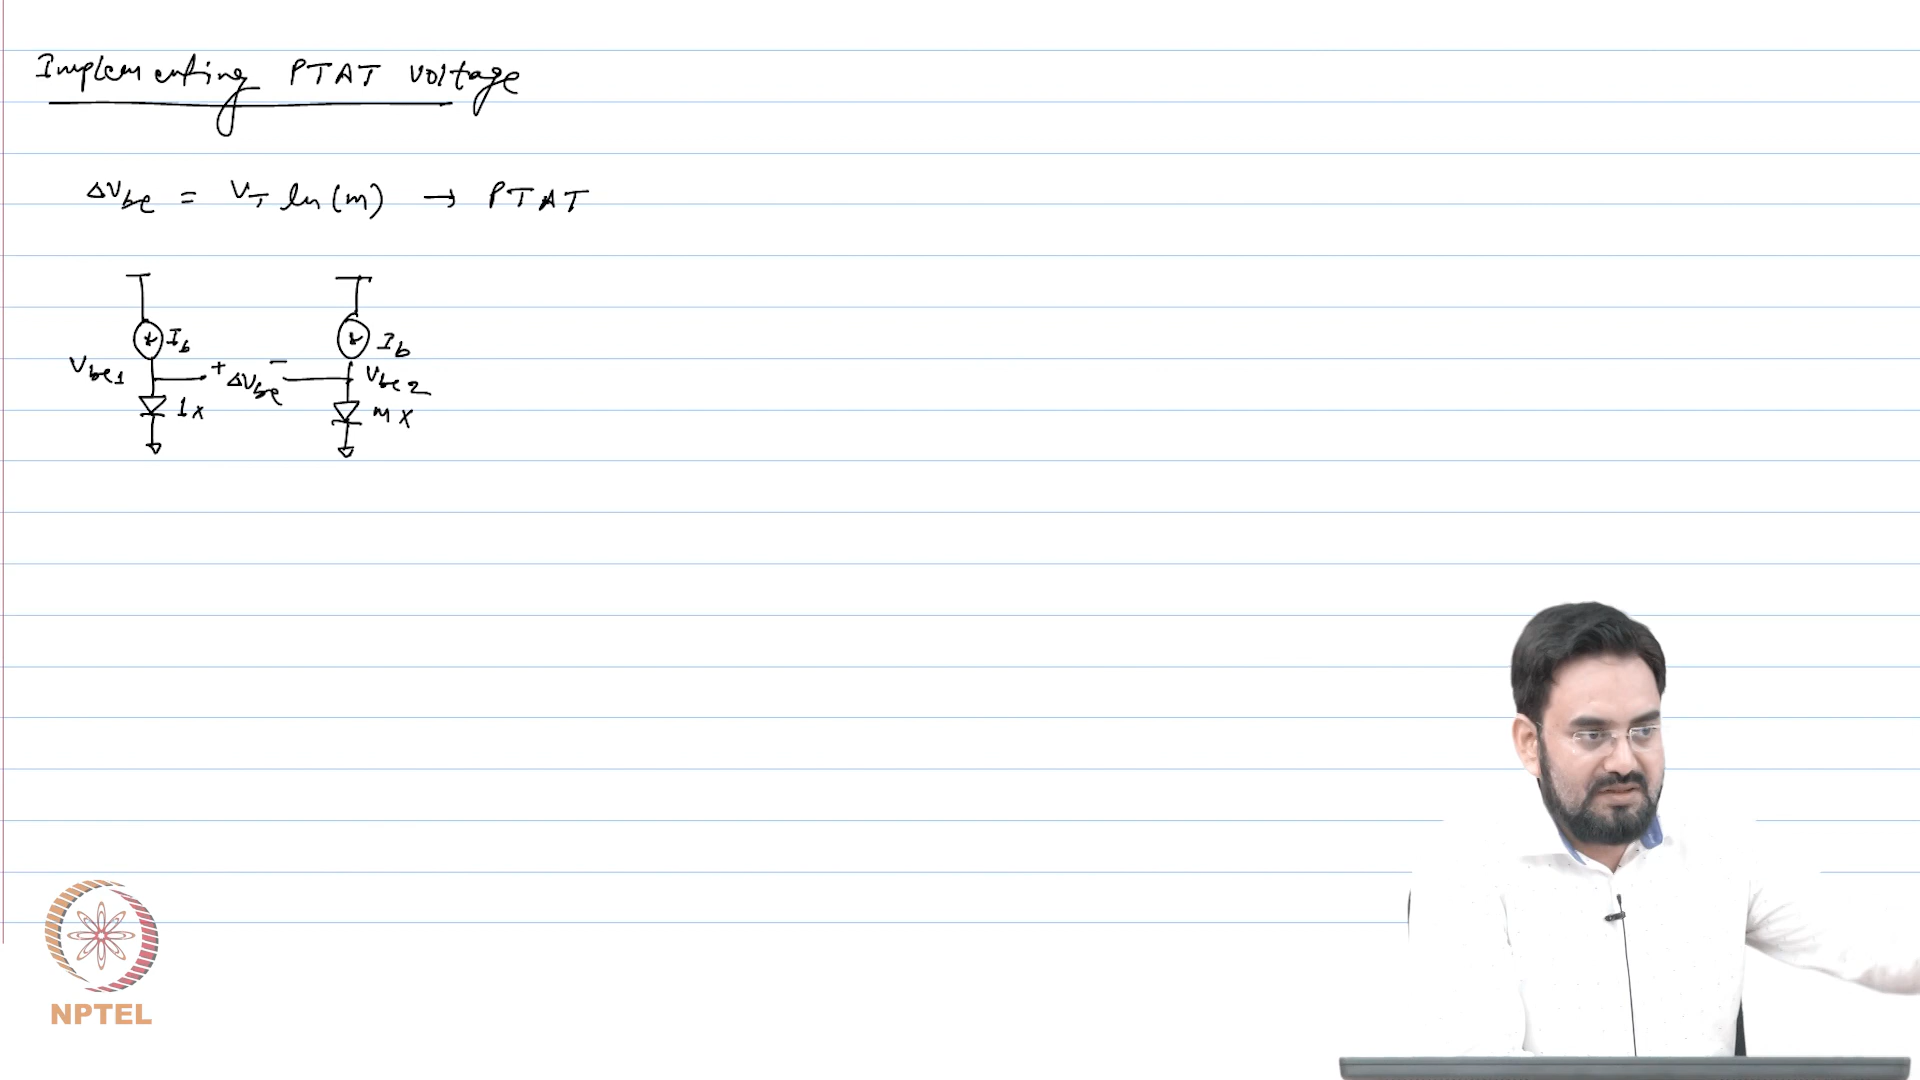 Implementing PTAT voltage
ΔVbe = VT ln(m) → PTAT
Ib Ib
Vbe1 + ΔVbe - Vbe2
1x mx
NPTEL